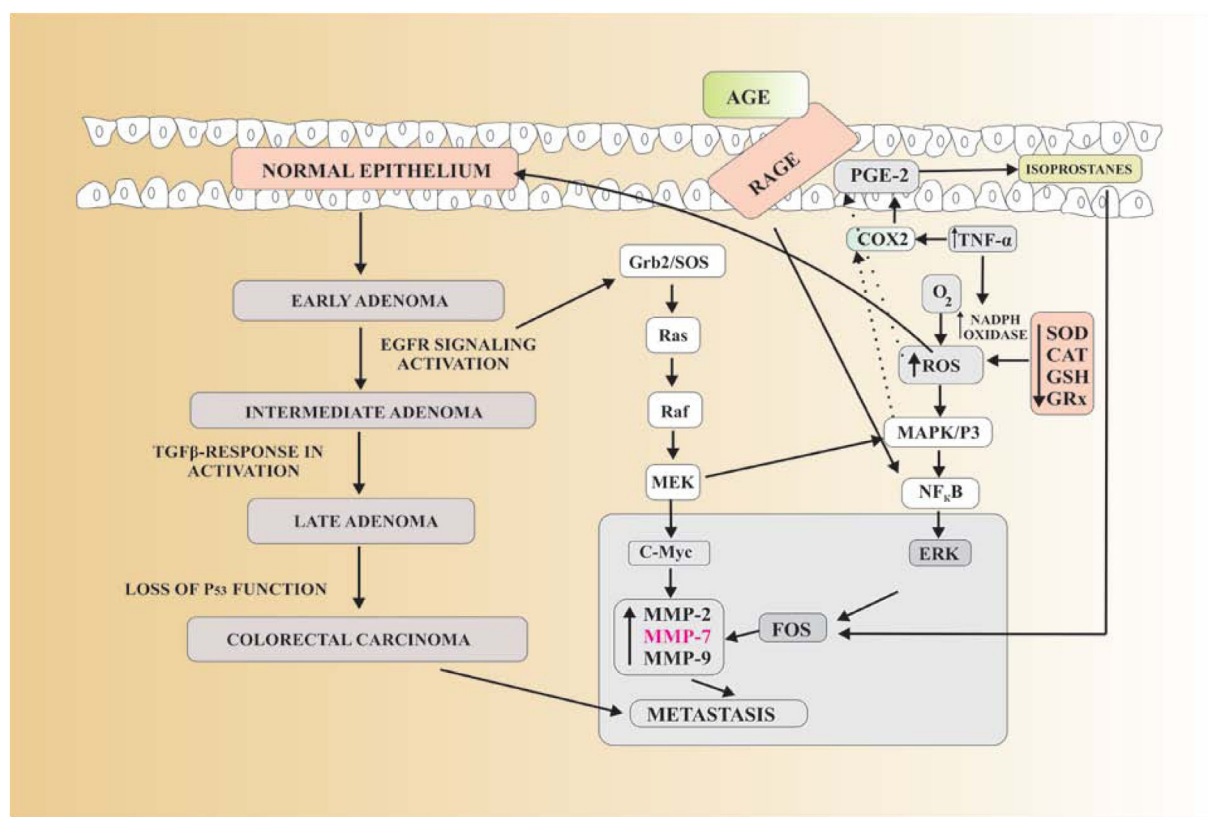 AGE
NORMAL EPITHELIUM
RAGE
PGE-2
ISOPROSTANES
COX2
↑TNF-α
Grb2/SOS
O2
EARLY ADENOMA
↑ NADPH
OXIDASE
SOD
CAT
GSH
GRx
EGFR SIGNALING
ACTIVATION
Ras
↑ROS
INTERMEDIATE ADENOMA
Raf
MAPK/P3
TGFβ-RESPONSE IN
ACTIVATION
MEK
NFκB
LATE ADENOMA
C-Myc
ERK
LOSS OF P53 FUNCTION
MMP-2
MMP-7
MMP-9
FOS
COLORECTAL CARCINOMA
METASTASIS